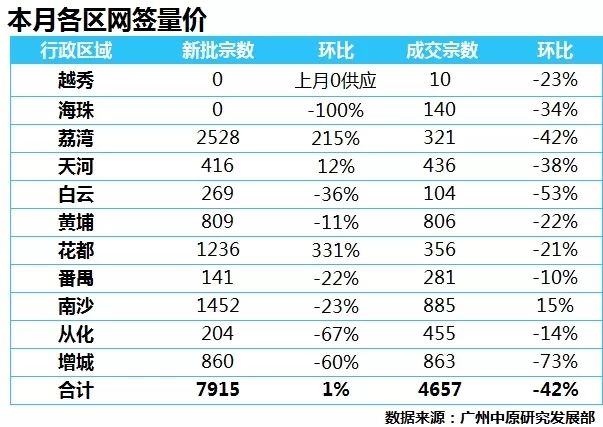 本月各区网签量价
行政区域 新批宗数 环比 成交宗数 环比
越秀 0 上月0供应 10 -23%
海珠 0 -100% 140 -34%
荔湾 2528 215% 321 -42%
天河 416 12% 436 -38%
白云 269 -36% 104 -53%
黄埔 809 -11% 806 -22%
花都 1236 331% 356 -21%
番禺 141 -22% 281 -10%
南沙 1452 -23% 885 15%
从化 204 -67% 455 -14%
增城 860 -60% 863 -73%
合计 7915 1% 4657 -42%
数据来源：广州中原研究发展部